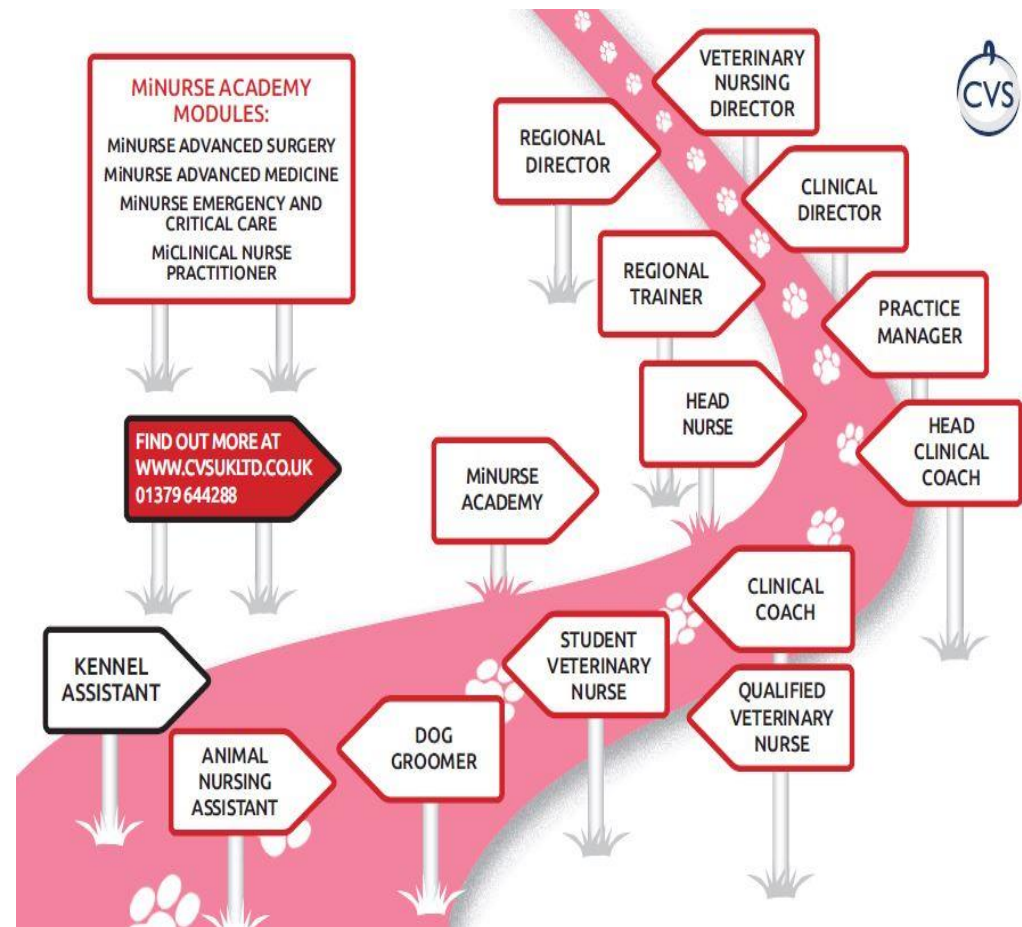 MiNURSE ACADEMY
MODULES:
MiNURSE ADVANCED SURGERY
MiNURSE ADVANCED MEDICINE
MiNURSE EMERGENCY AND
CRITICAL CARE
MiCLINICAL NURSE
PRACTITIONER
VETERINARY
NURSING
DIRECTOR
CVS
REGIONAL
DIRECTOR
CLINICAL
DIRECTOR
REGIONAL
TRAINER
PRACTICE
MANAGER
HEAD
NURSE
HEAD
CLINICAL
COACH
FIND OUT MORE AT
WWW.CVSUKLTD.CO.UK
01379 644288
MiNURSE
ACADEMY
CLINICAL
COACH
STUDENT
VETERINARY
NURSE
KENNEL
ASSISTANT
QUALIFIED
VETERINARY
NURSE
DOG
GROOMER
ANIMAL
NURSING
ASSISTANT